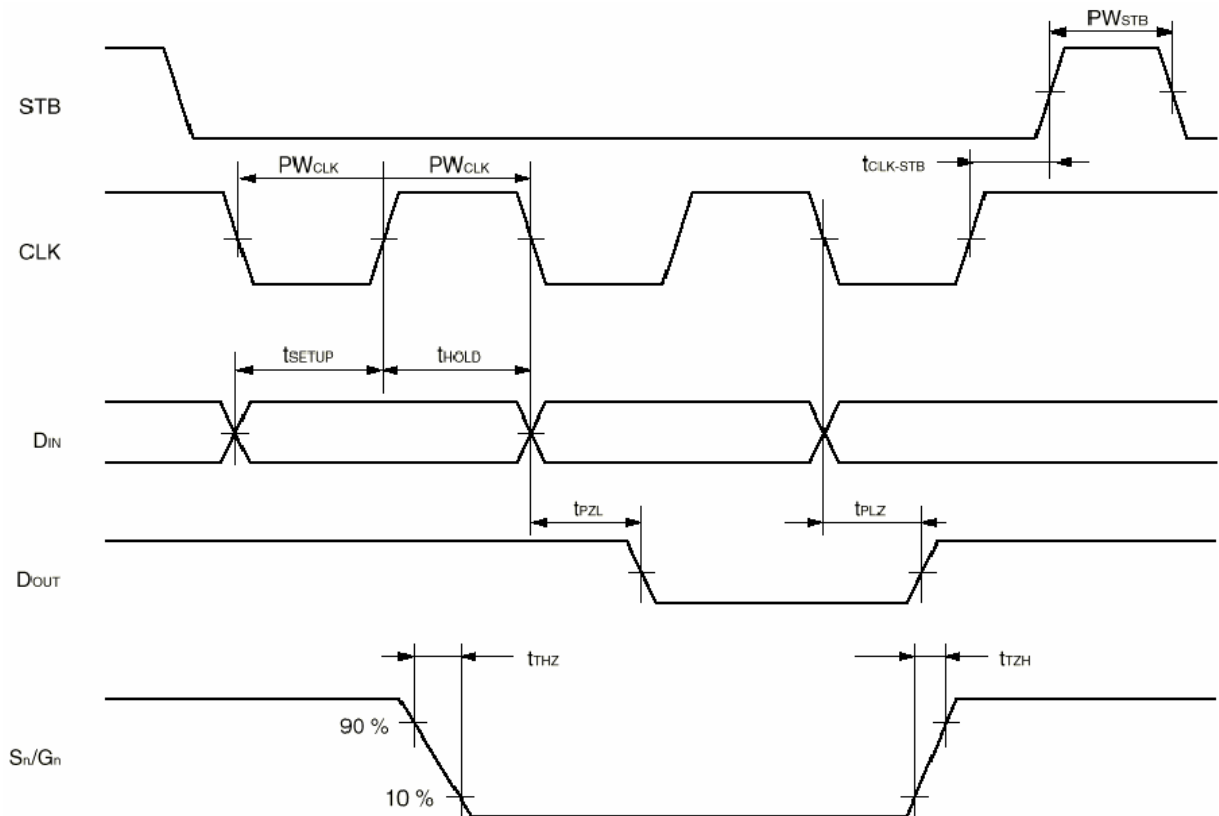 PWSTB
STB
tCLK-STB
PWCLK PWCLK
CLK
tSETUP tHOLD
DIN
tPZL tPLZ
DOUT
tTHZ tTZH
90 %
Sn/Gn
10 %